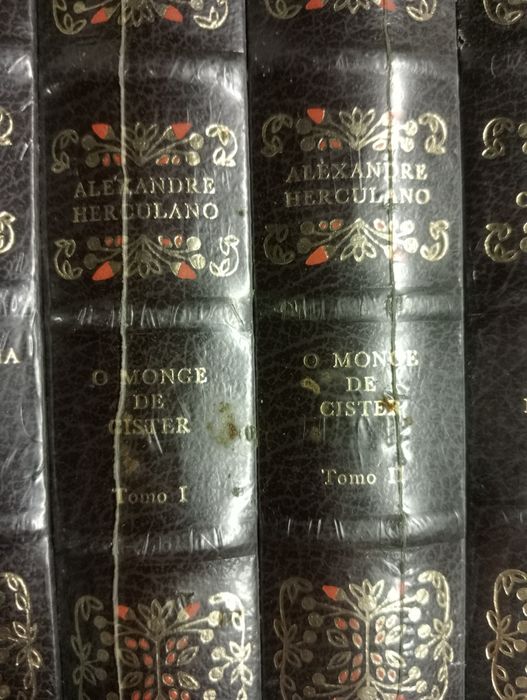 ALEXANDRE
HERCULANO
O MONGE
DE
CISTER
Tomo I
ALEXANDRE
HERCULANO
O MONGE
DE
CISTER
Tomo II